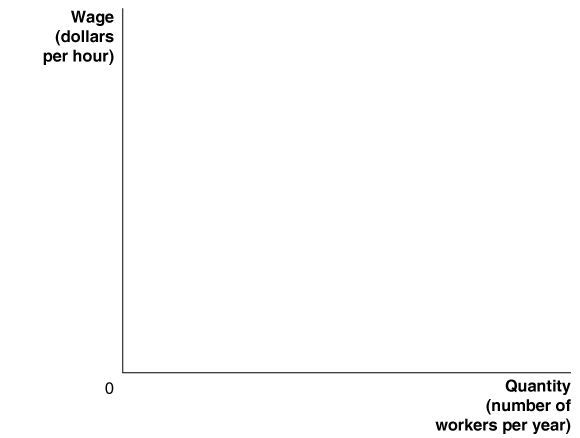 Wage
(dollars
per hour)
0
Quantity
(number of
workers per year)